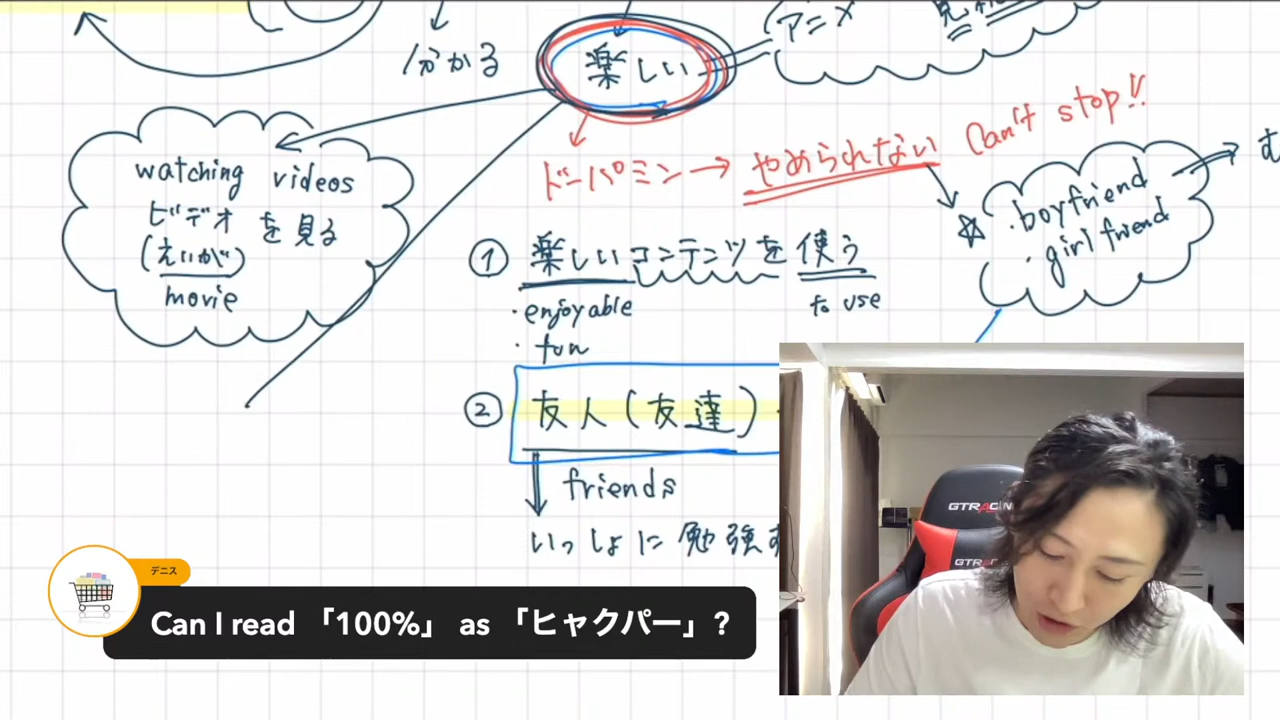 分かる
楽しい
アニメ
watching videos
ビデオを見る
(えいが)
movie
ドーパミン→やめられない Can't stop!!
・boyfriend
・girl friend
① 楽しいコンテンツを使う
・enjoyable
・fun
to use
② 友人(友達)
friends
いっしょに勉強
GTRACIN
GTRA
デニス
Can I read 「100%」 as 「ヒャクパー」?